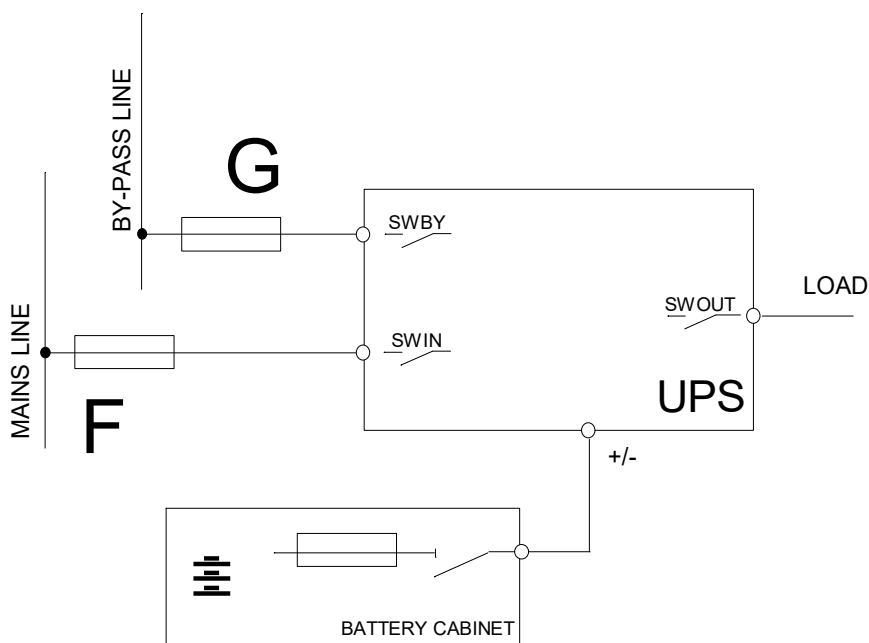 BY-PASS LINE
G
SWBY
LOAD
SWOUT
MAINS LINE
SWIN
UPS
F
+/-
BATTERY CABINET